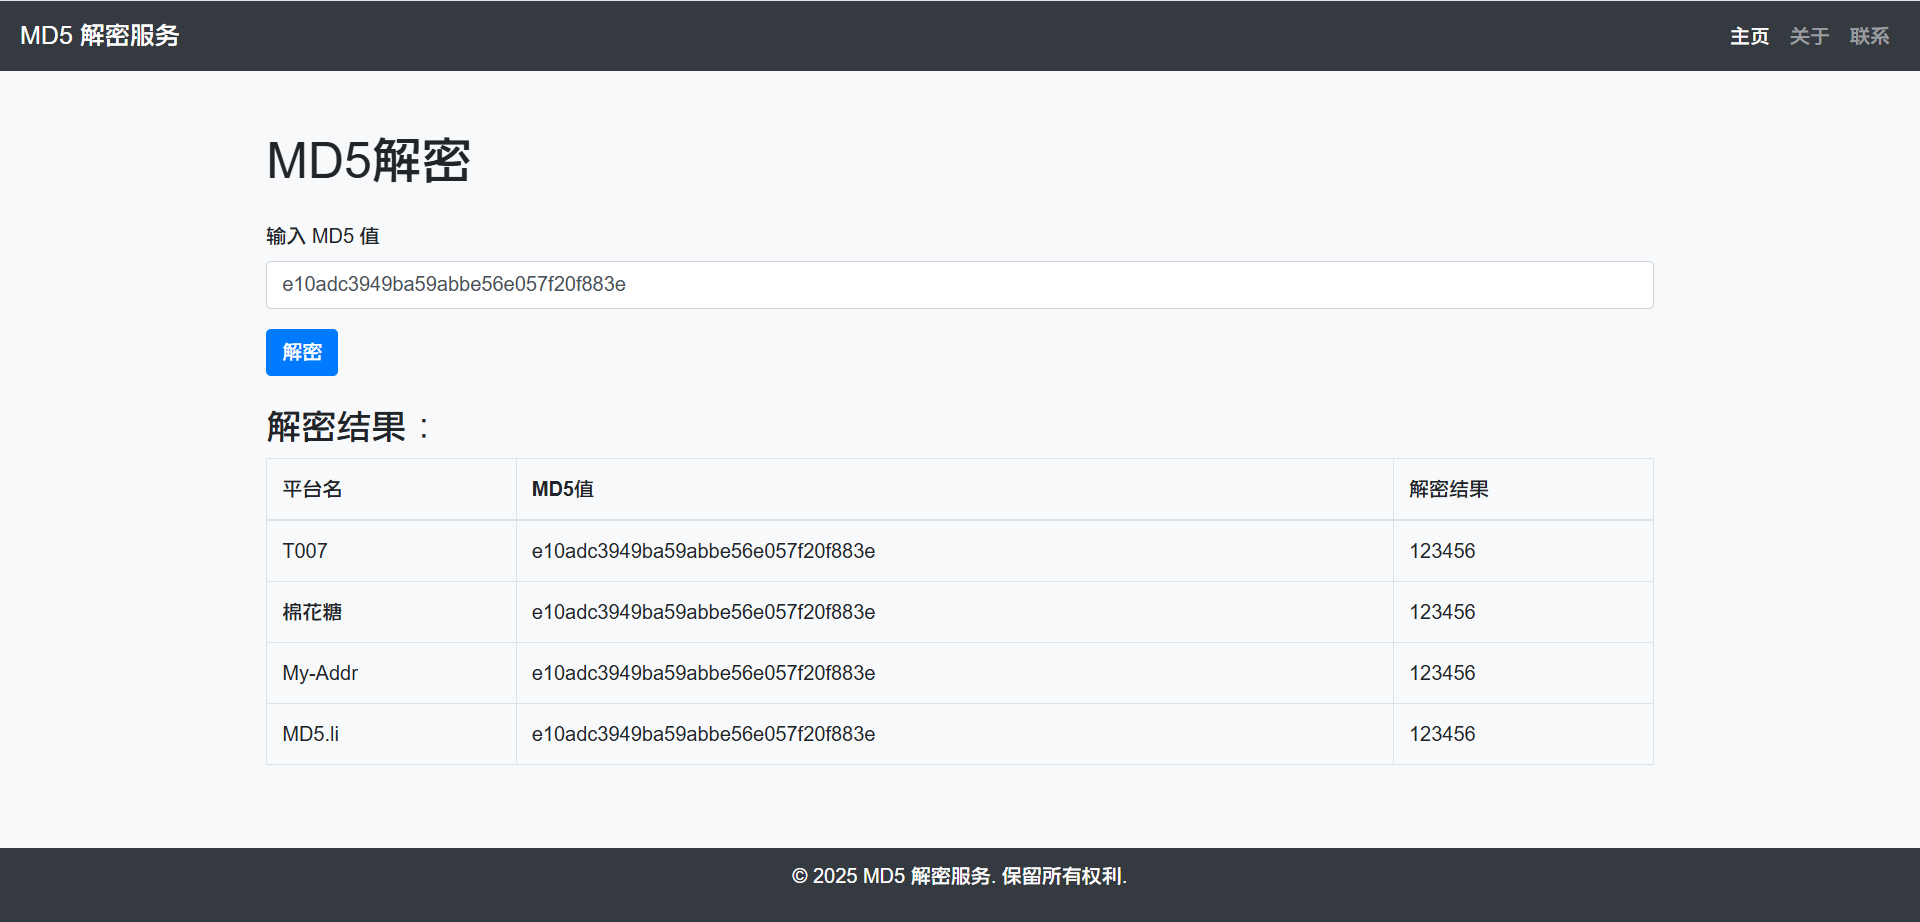 MD5 解密服务
主页 关于 联系
MD5解密
输入 MD5 值
e10adc3949ba59abbe56e057f20f883e
解密
解密结果：
平台名 MD5值 解密结果
T007 e10adc3949ba59abbe56e057f20f883e 123456
棉花糖 e10adc3949ba59abbe56e057f20f883e 123456
My-Addr e10adc3949ba59abbe56e057f20f883e 123456
MD5.li e10adc3949ba59abbe56e057f20f883e 123456
© 2025 MD5 解密服务. 保留所有权利.